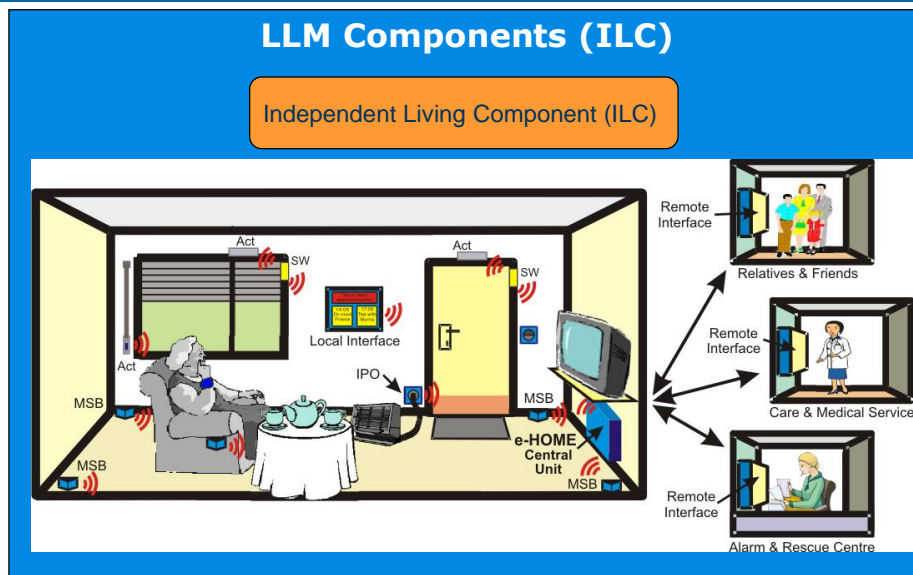 LLM Components (ILC)
Independent Living Component (ILC)
Act
SW
Act
SW
Local Interface
Act
IPO
MSB
MSB
MSB
MSB
e-HOME
Central
Unit
Remote
Interface
Relatives & Friends
Remote
Interface
Care & Medical Service
Remote
Interface
Alarm & Rescue Centre